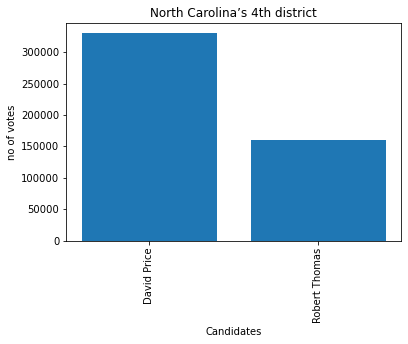 North Carolina’s 4th district
no of votes
300000
250000
200000
150000
100000
50000
0
David Price
Robert Thomas
Candidates